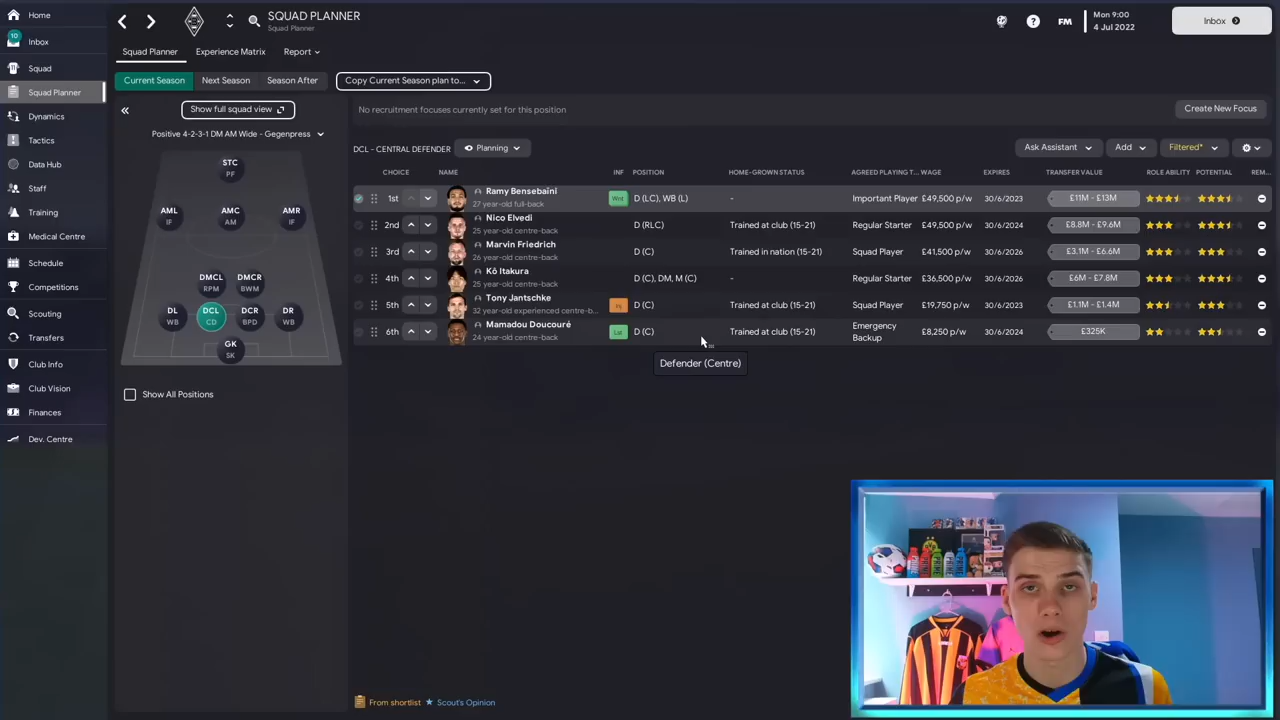 Home
10
Inbox
Squad
Squad Planner
Dynamics
Tactics
Data Hub
Staff
Training
Medical Centre
Schedule
Competitions
Scouting
Transfers
Club Info
Club Vision
Finances
Dev. Centre
SQUAD PLANNER
Squad Planner
FM
Mon 9:00
4 Jul 2022
Inbox
Squad Planner Experience Matrix Report
Current Season Next Season Season After Copy Current Season plan to...
Show full squad view
Positive 4-2-3-1 DM AM Wide - Gegenpress
STC
PF
AML AMC AMR
IF AM IF
DMCL DMCR
RPM BWM
DL DCL DCR DR
WB CD BPD WB
GK
SK
Show All Positions
No recruitment focuses currently set for this position
Create New Focus
DCL - CENTRAL DEFENDER Planning Ask Assistant Add Filtered*
CHOICE NAME INF POSITION HOME-GROWN STATUS AGREED PLAYING T... WAGE EXPIRES TRANSFER VALUE ROLE ABILITY POTENTIAL REM...
1st Ramy Bensebaïni Wnt D (LC), WB (L) - Important Player £49,500 p/w 30/6/2023 £11M - £13M
27 year-old full-back
2nd Nico Elvedi D (RLC) Trained at club (15-21) Regular Starter £49,000 p/w 30/6/2024 £8.8M - £9.6M
25 year-old centre-back
3rd Marvin Friedrich D (C) Trained in nation (15-21) Squad Player £41,500 p/w 30/6/2026 £3.1M - £6.6M
26 year-old centre-back
4th Kō Itakura D (C), DM, M (C) - Regular Starter £36,500 p/w 30/6/2026 £6M - £7.8M
25 year-old centre-back
5th Tony Jantschke Inj D (C) Trained at club (15-21) Squad Player £19,750 p/w 30/6/2023 £1.1M - £1.4M
32 year-old experienced centre-b...
6th Mamadou Doucouré Lat D (C) Trained at club (15-21) Emergency Backup £8,250 p/w 30/6/2024 £325K
24 year-old centre-back
Defender (Centre)
From shortlist Scout's Opinion